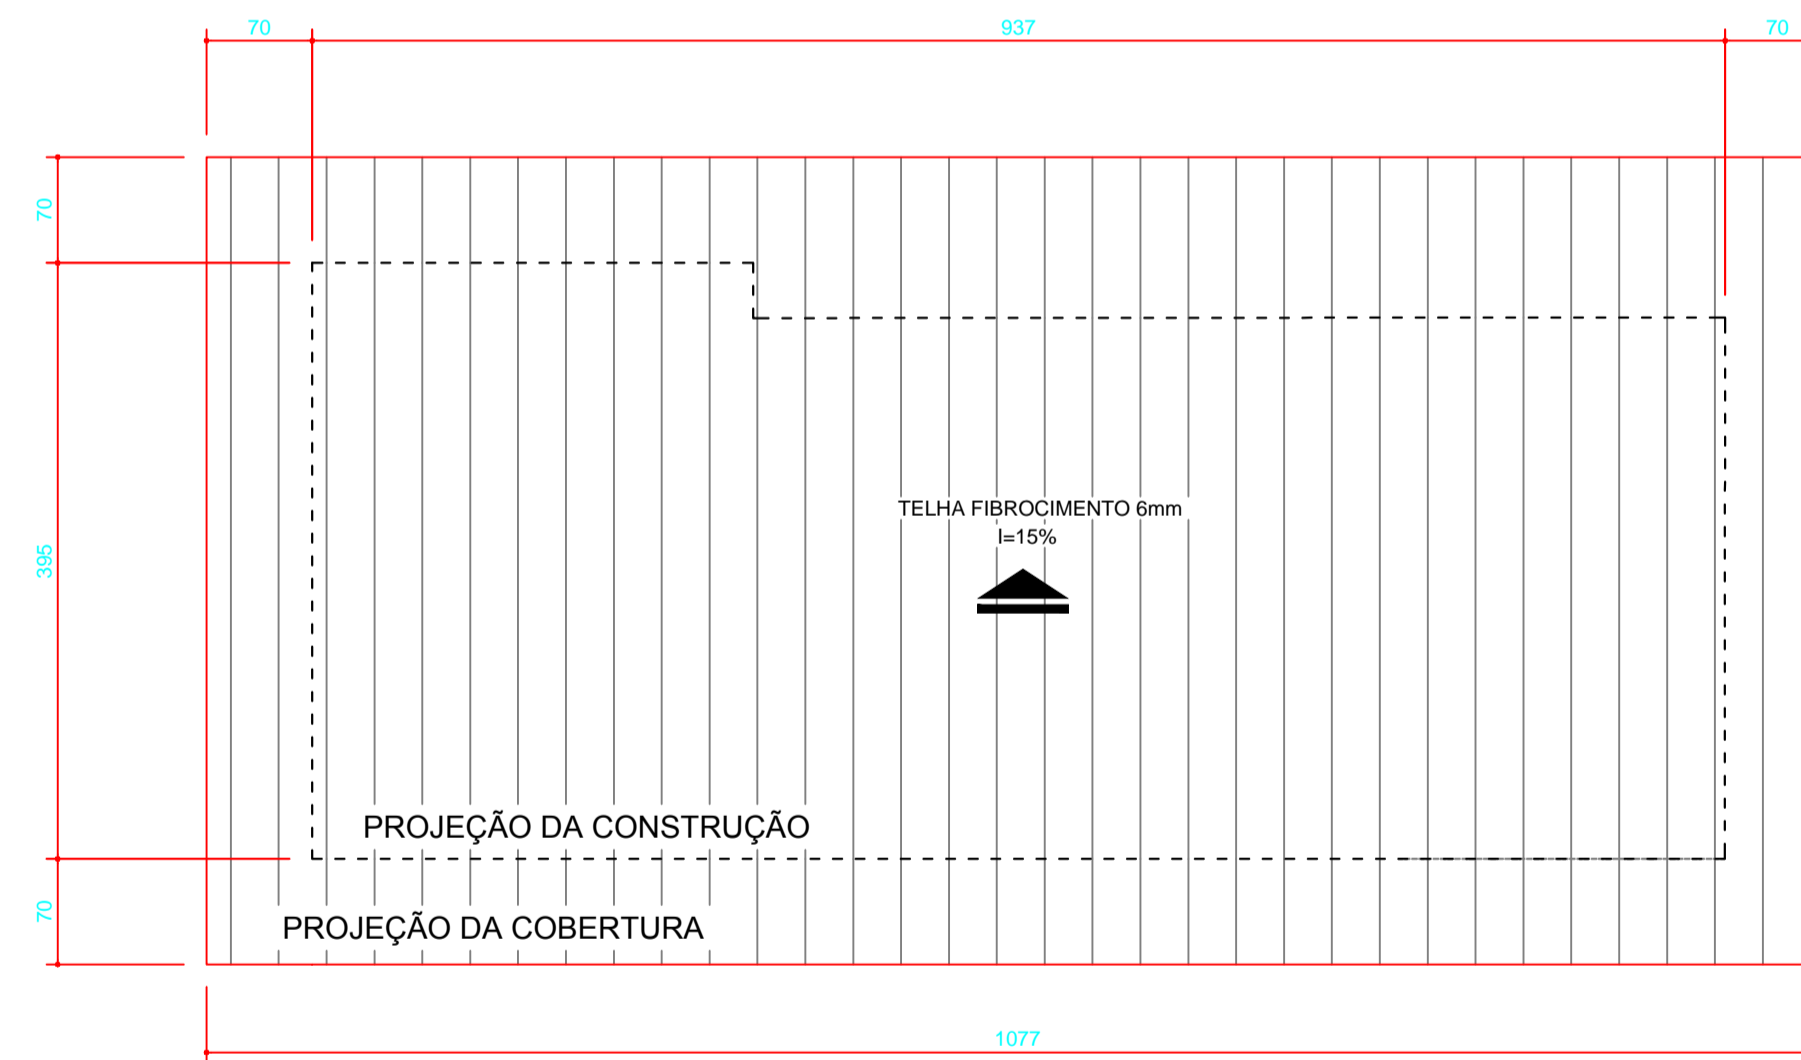 70
937
70
70
395
TELHA FIBROCIMENTO 6mm
I=15%
PROJEÇÃO DA CONSTRUÇÃO
70
PROJEÇÃO DA COBERTURA
1077